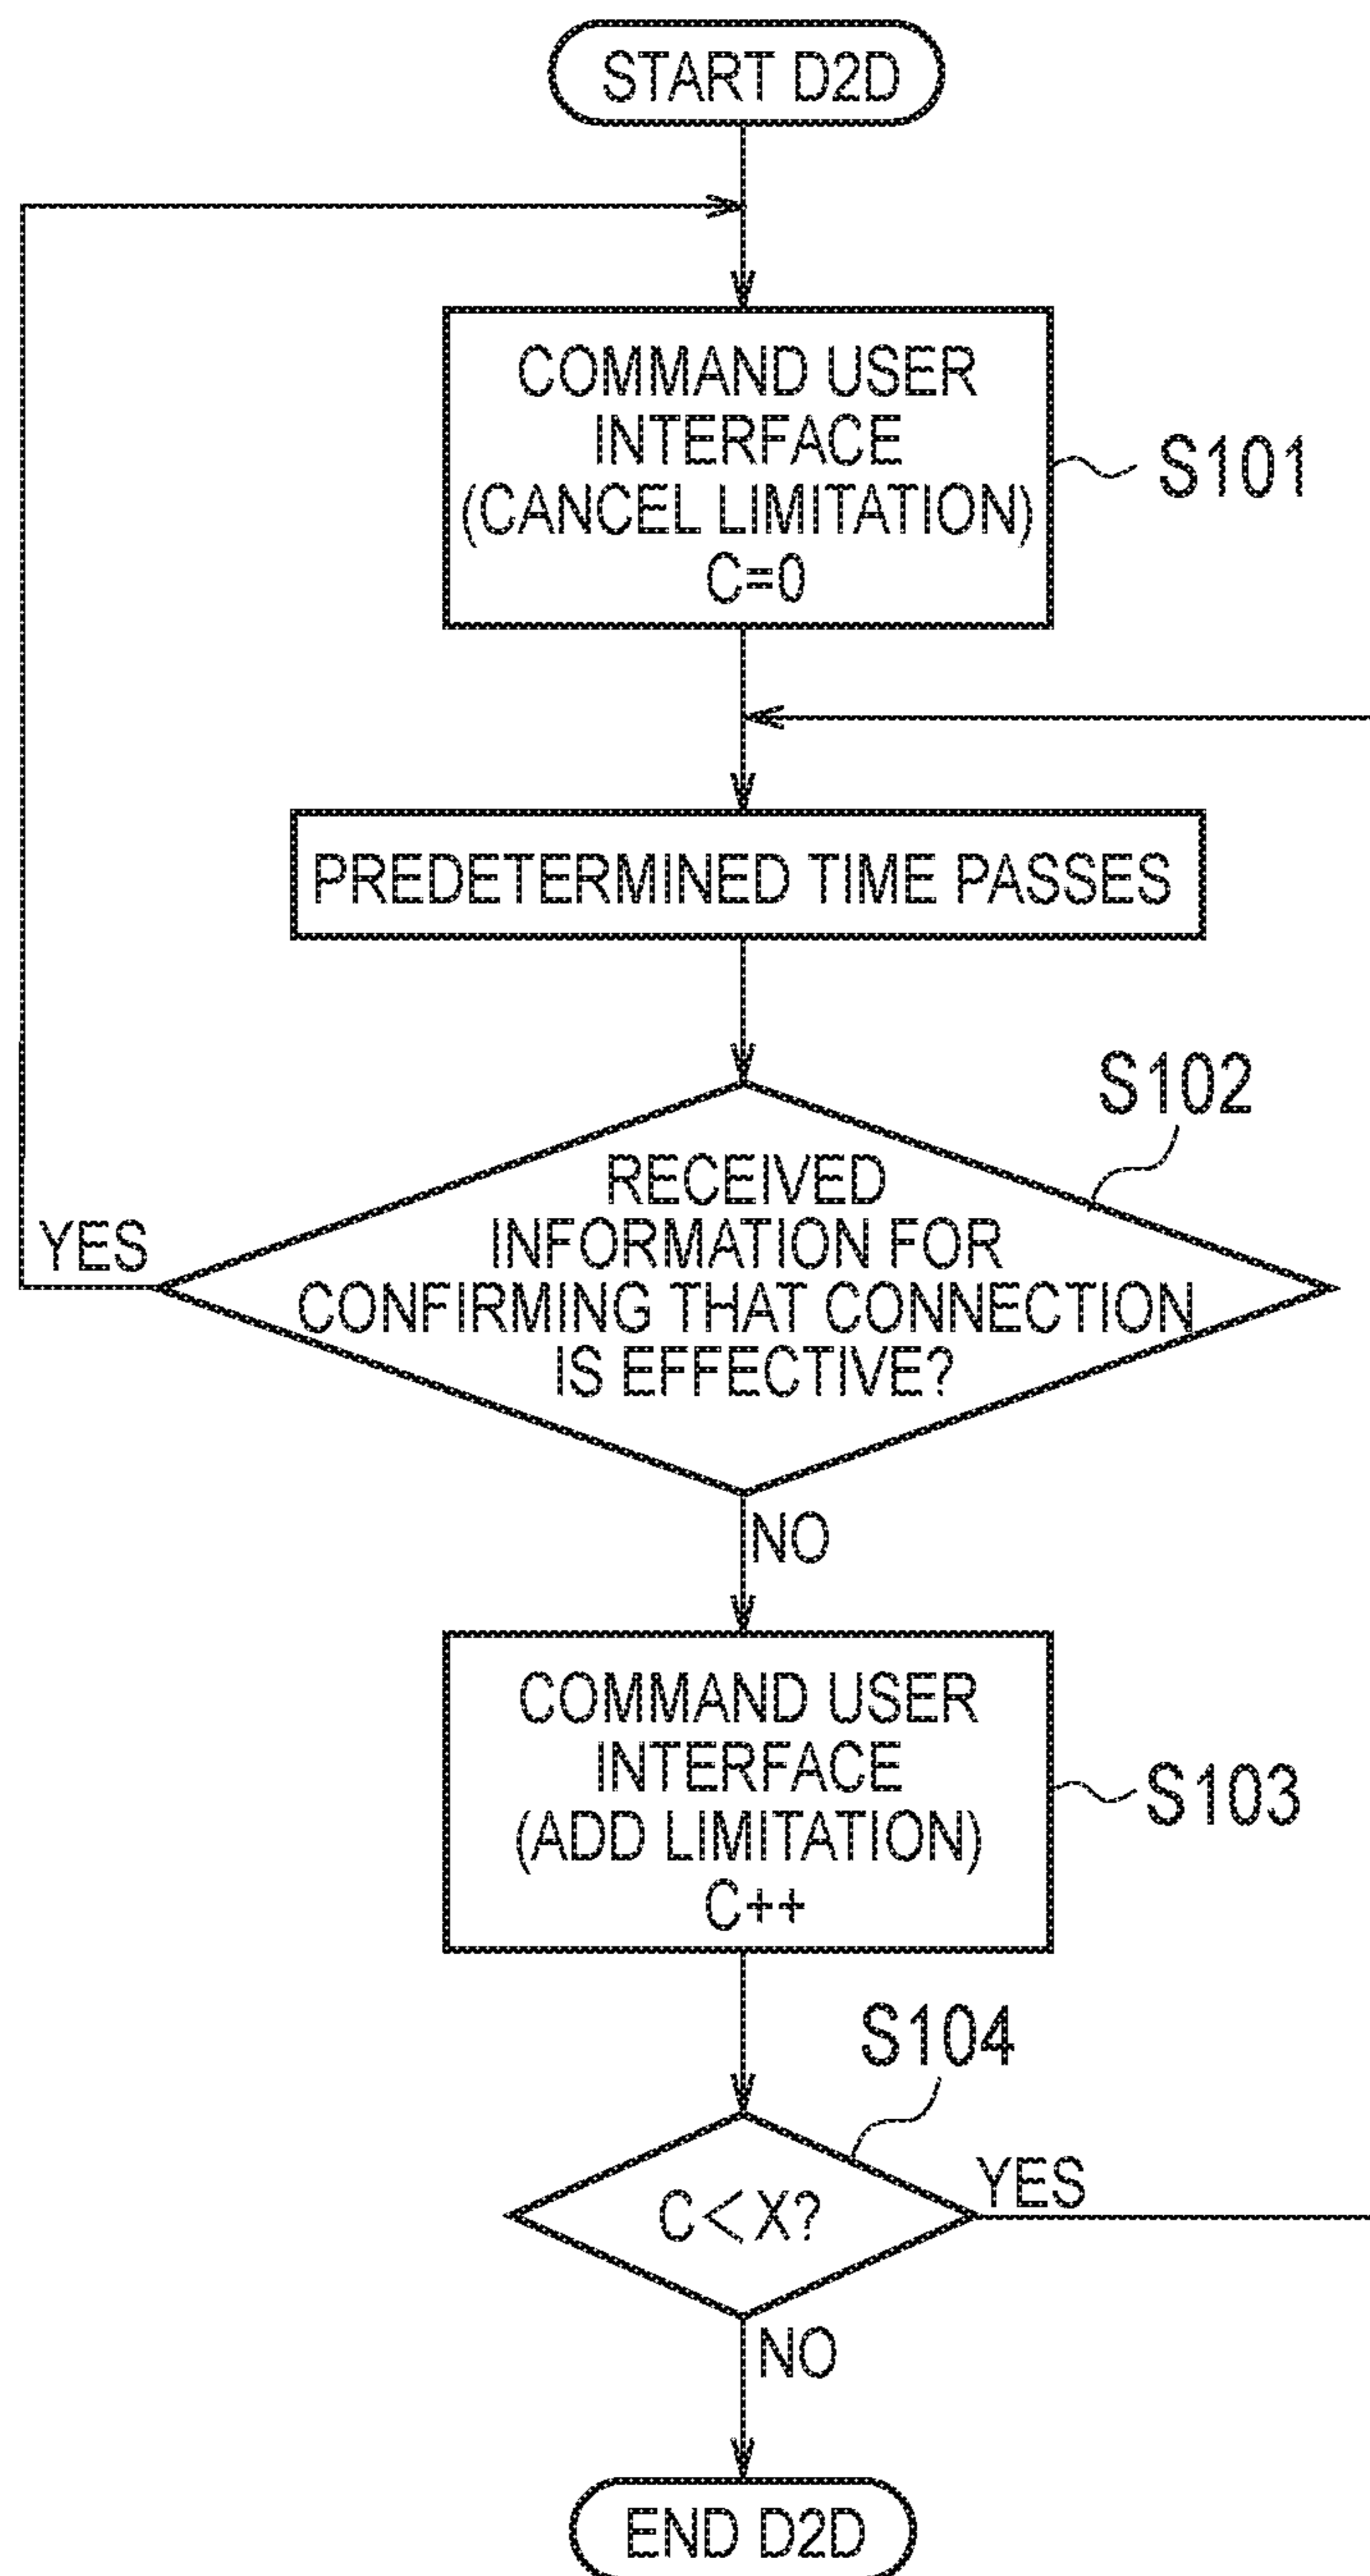 START D2D
COMMAND USER
INTERFACE
(CANCEL LIMITATION)
C=0
S101
PREDETERMINED TIME PASSES
S102
RECEIVED
INFORMATION FOR
CONFIRMING THAT CONNECTION
IS EFFECTIVE?
YES
NO
COMMAND USER
INTERFACE
(ADD LIMITATION)
C++
S103
S104
C<X?
YES
NO
END D2D